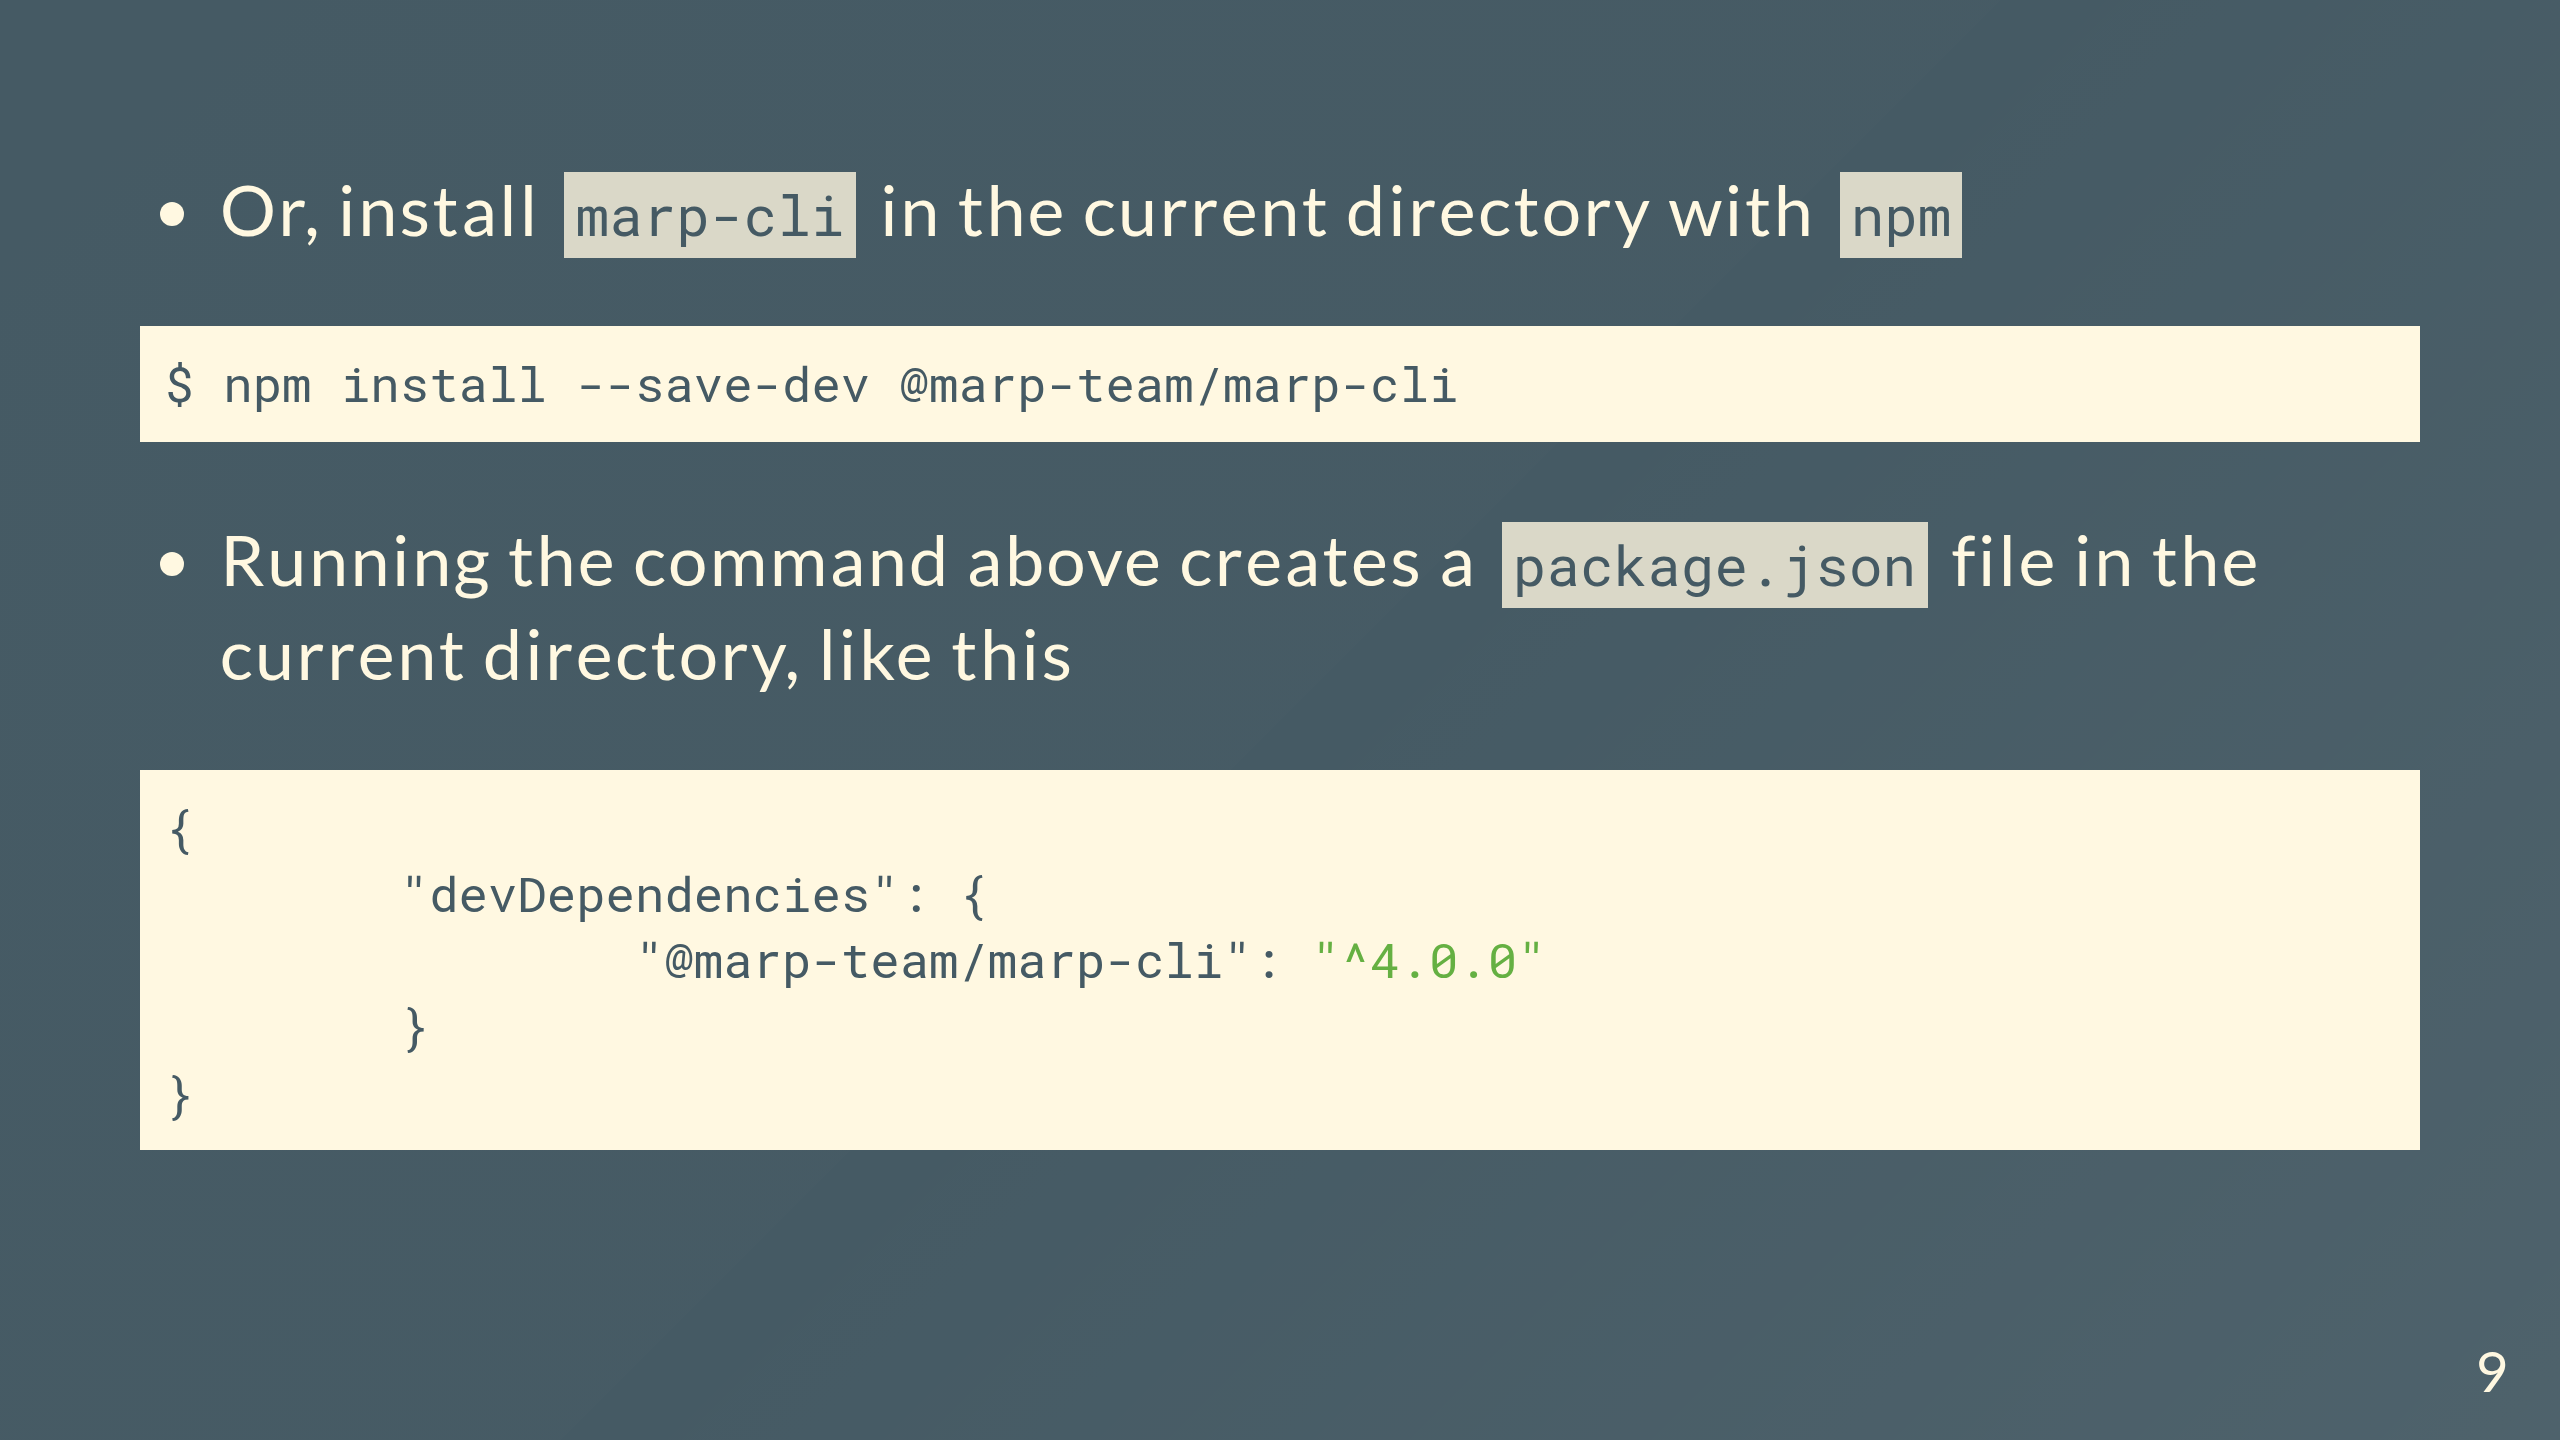 • Or, install marp-cli in the current directory with npm
$ npm install --save-dev @marp-team/marp-cli
• Running the command above creates a package.json file in the
current directory, like this
{
        "devDependencies": {
                "@marp-team/marp-cli": "^4.0.0"
        }
}
9